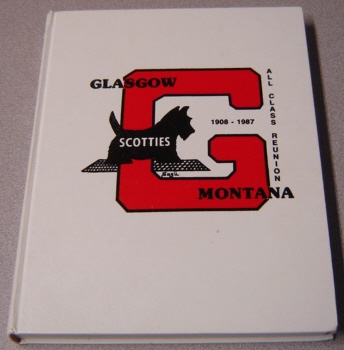 GLASGOW
ALL CLASS REUNION
1908 - 1987
SCOTTIES
MONTANA